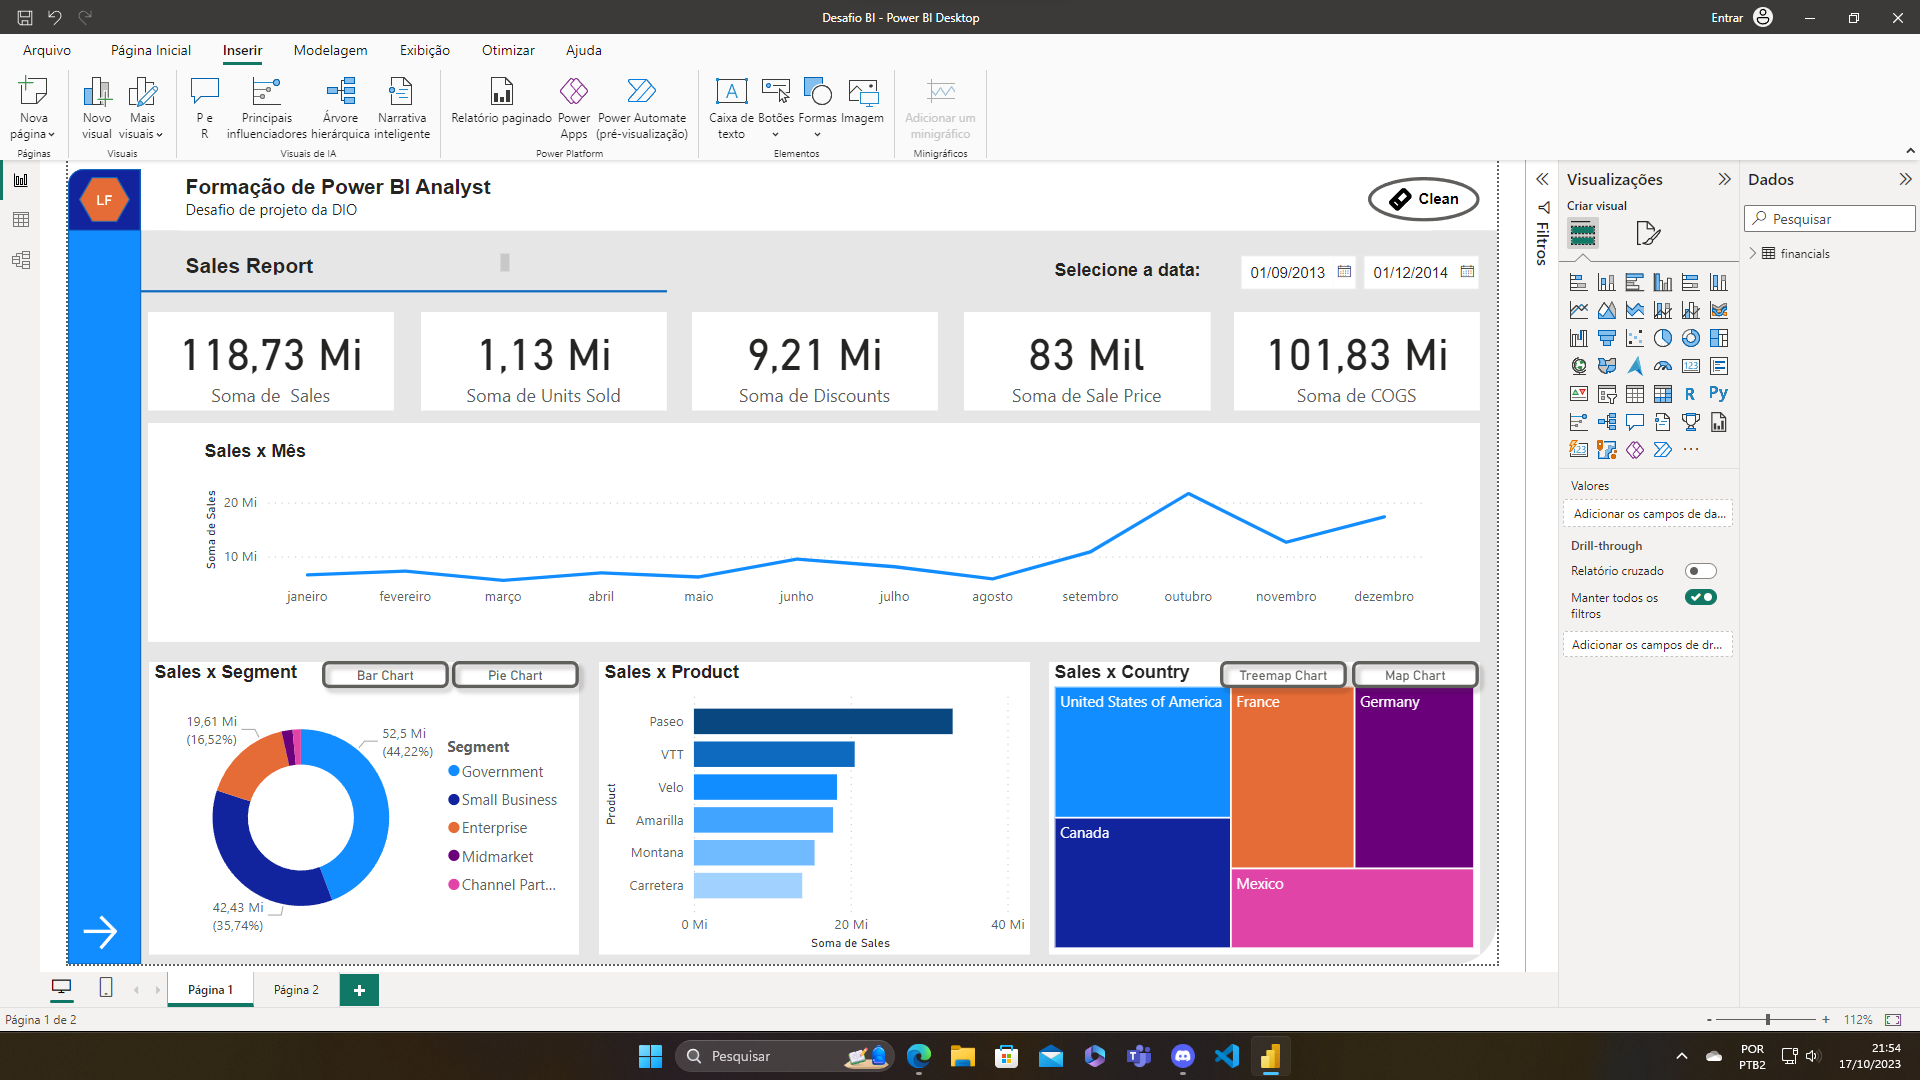 Desafio BI - Power BI Desktop
Entrar
Arquivo
Página Inicial
Inserir
Modelagem
Exibição
Otimizar
Ajuda
Nova página
Novo visual
Mais visuais
P e R
Principais influenciadores
Árvore hierárquica
Narrativa inteligente
Relatório paginado
Power Apps
Power Automate (pré-visualização)
Caixa de texto
Botões
Formas
Imagem
Adicionar um minigráfico
Páginas
Visuais
Visuais de IA
Power Platform
Elementos
Minigráficos
LF
Formação de Power BI Analyst
Desafio de projeto da DIO
Clean
Sales Report
Selecione a data:
01/09/2013
01/12/2014
118,73 Mi
Soma de  Sales
1,13 Mi
Soma de Units Sold
9,21 Mi
Soma de Discounts
83 Mil
Soma de Sale Price
101,83 Mi
Soma de COGS
Sales x Mês
Soma de Sales
20 Mi
10 Mi
janeiro
fevereiro
março
abril
maio
junho
julho
agosto
setembro
outubro
novembro
dezembro
Sales x Segment
Bar Chart
Pie Chart
19,61 Mi
(16,52%)
52,5 Mi
(44,22%)
42,43 Mi
(35,74%)
Segment
Government
Small Business
Enterprise
Midmarket
Channel Part...
Sales x Product
Product
Paseo
VTT
Velo
Amarilla
Montana
Carretera
0 Mi
20 Mi
40 Mi
Soma de Sales
Sales x Country
Treemap Chart
Map Chart
United States of America
France
Germany
Canada
Mexico
Filtros
Visualizações
Criar visual
123
R
Py
123
Valores
Adicionar os campos de da...
Drill-through
Relatório cruzado
Manter todos os filtros
Adicionar os campos de dr...
Dados
Pesquisar
financials
Página 1
Página 2
Página 1 de 2
112%
Pesquisar
POR
PTB2
21:54
17/10/2023